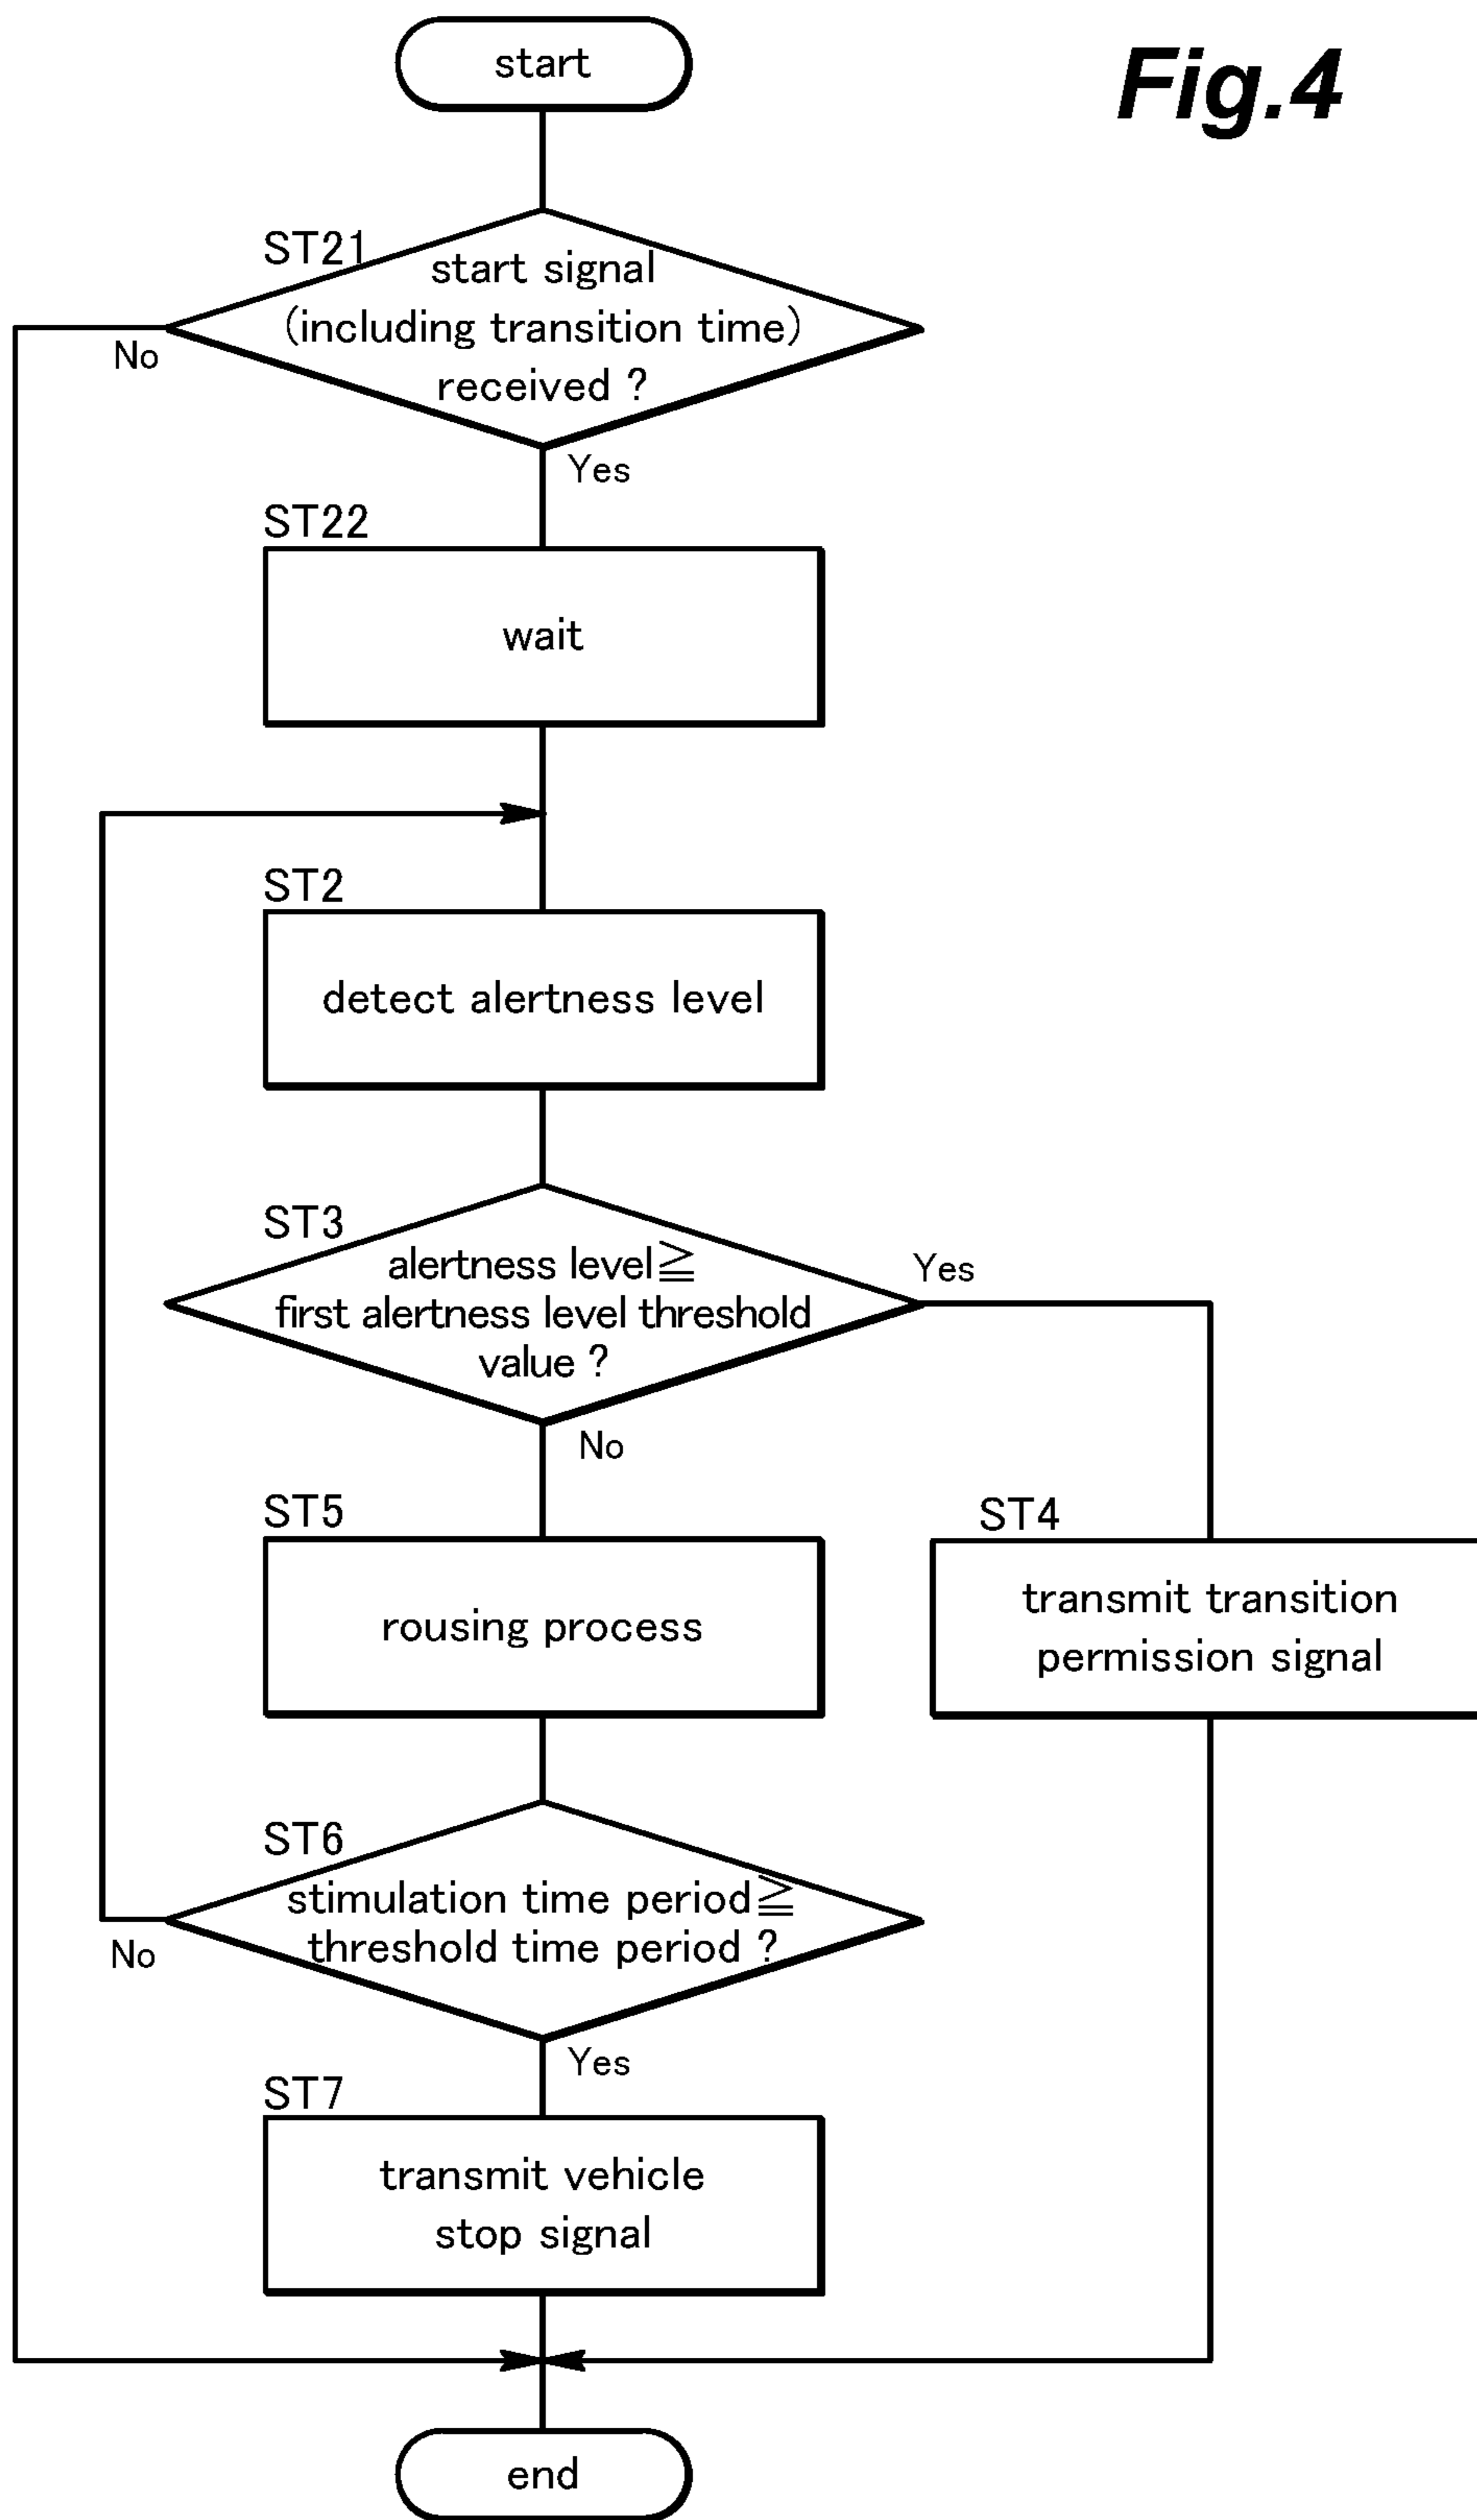 Fig.4
start
ST21
start signal
(including transition time)
received ?
No
Yes
ST22
wait
ST2
detect alertness level
ST3
alertness level≧
first alertness level threshold
value ?
Yes
No
ST5
rousing process
ST4
transmit transition
permission signal
ST6
stimulation time period≧
threshold time period ?
No
Yes
ST7
transmit vehicle
stop signal
end